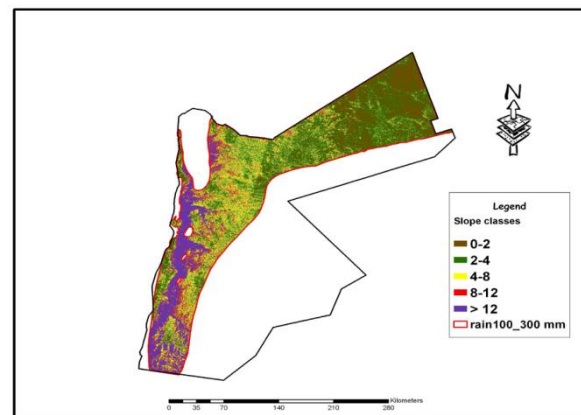 N
Legend
Slope classes
0-2
2-4
4-8
8-12
> 12
rain100_300 mm
Kilometers
0 35 70 140 210 280